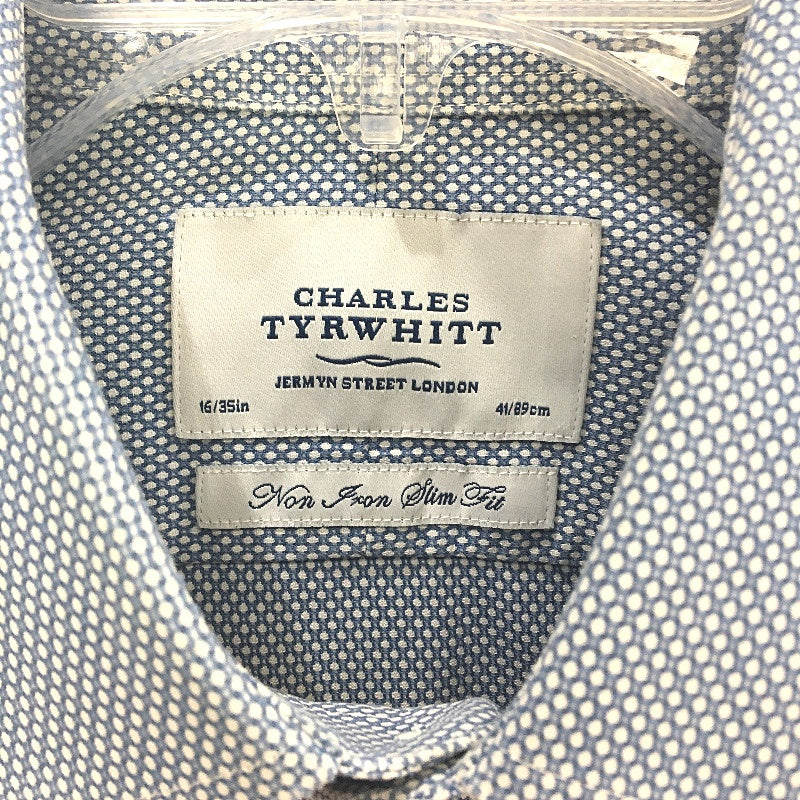 CHARLES
TYRWHITT
JERMYN STREET LONDON
16/35in 41/89cm
Non Iron Slim Fit